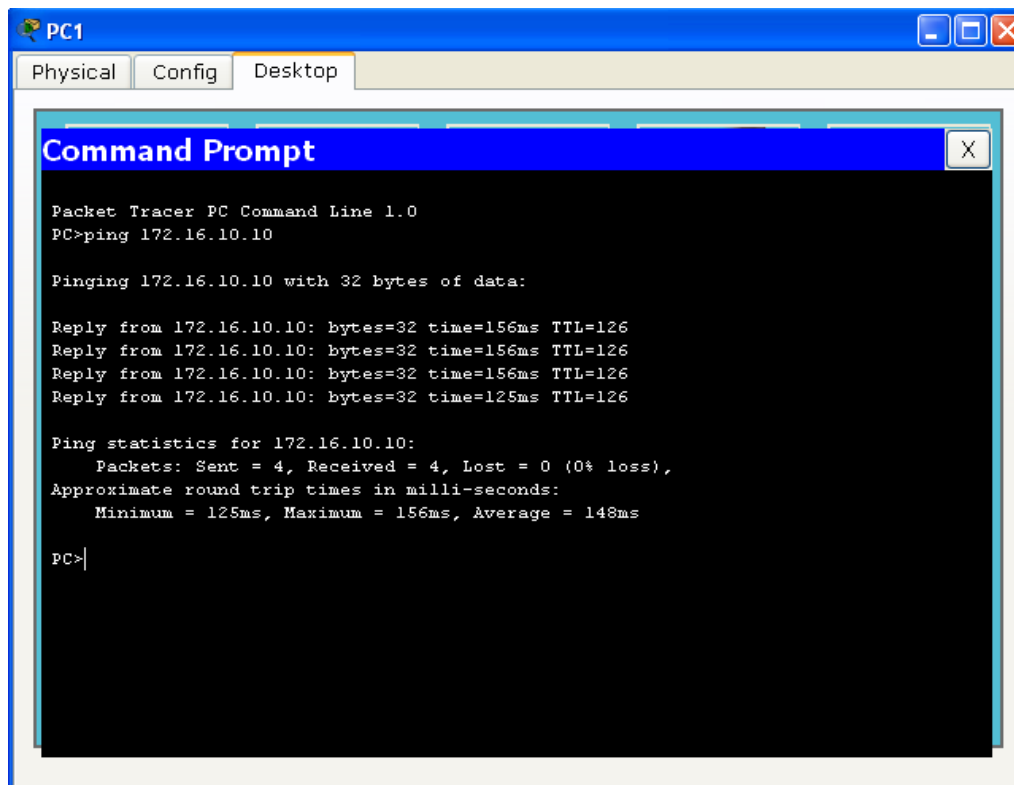 PC1
Physical Config Desktop
Command Prompt X
Packet Tracer PC Command Line 1.0
PC>ping 172.16.10.10
Pinging 172.16.10.10 with 32 bytes of data:
Reply from 172.16.10.10: bytes=32 time=156ms TTL=126
Reply from 172.16.10.10: bytes=32 time=156ms TTL=126
Reply from 172.16.10.10: bytes=32 time=156ms TTL=126
Reply from 172.16.10.10: bytes=32 time=125ms TTL=126
Ping statistics for 172.16.10.10:
Packets: Sent = 4, Received = 4, Lost = 0 (0% loss),
Approximate round trip times in milli-seconds:
Minimum = 125ms, Maximum = 156ms, Average = 148ms
PC>